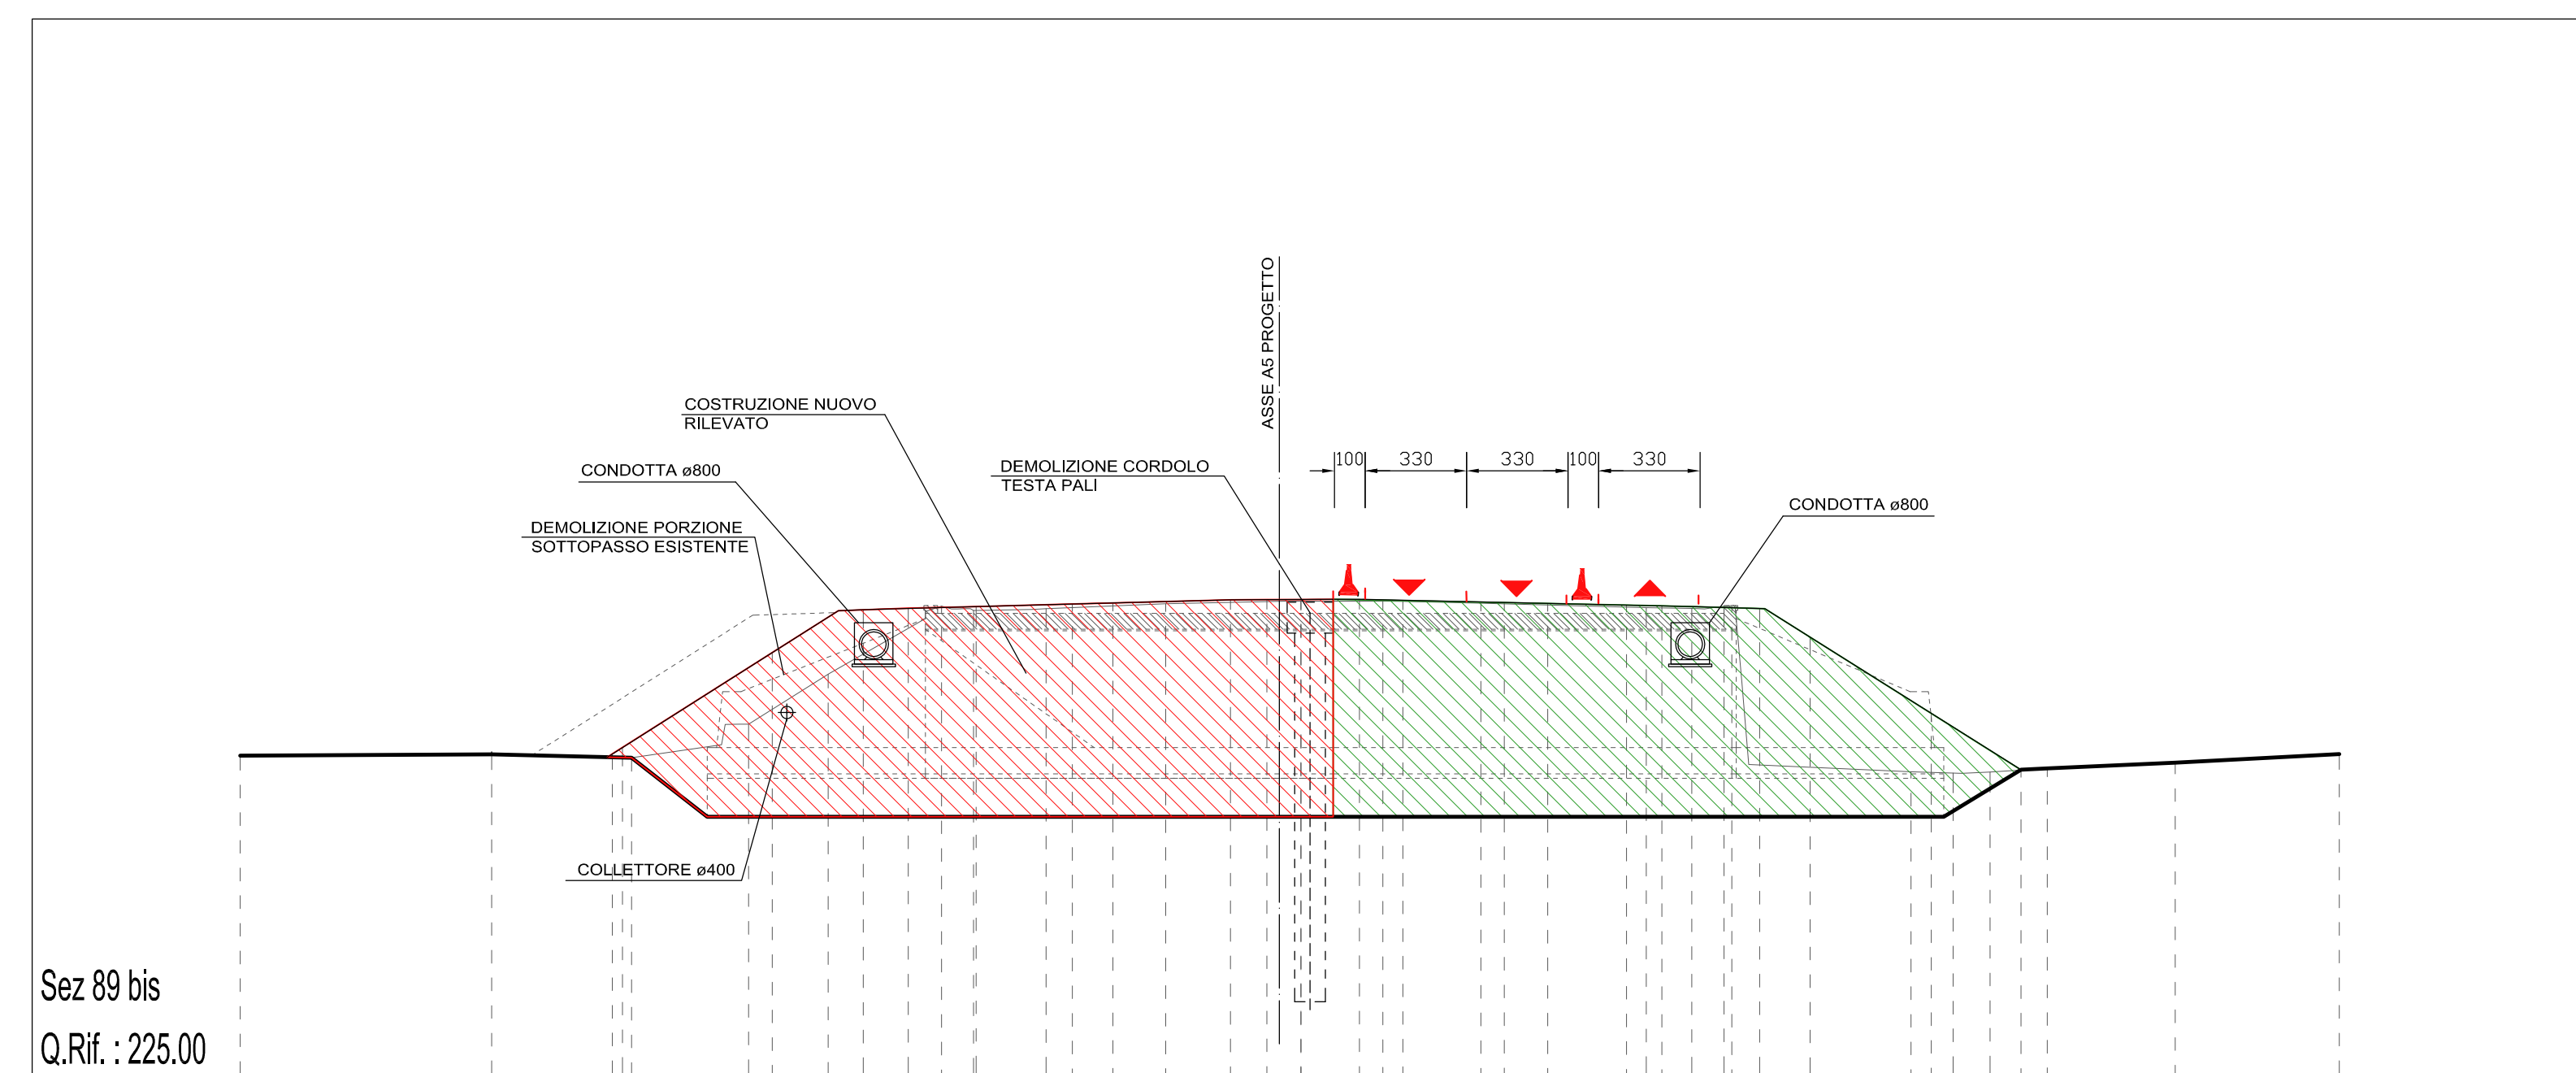 ASSE A5 PROGETTO
COSTRUZIONE NUOVO
RILEVATO
CONDOTTA ø800
DEMOLIZIONE CORDOLO
TESTA PALI
100 330 330 100 330
CONDOTTA ø800
DEMOLIZIONE PORZIONE
SOTTOPASSO ESISTENTE
COLLETTORE ø400
Sez 89 bis
Q.Rif. : 225.00